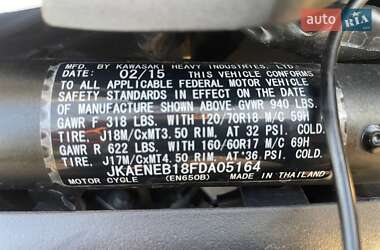 auto RIA .com
MFD. BY KAWASAKI HEAVY INDUSTRIES, LTD.
DATE: 02/15 THIS VEHICLE CONFORMS
TO ALL APPLICABLE FEDERAL MOTOR VEHICLE
SAFETY STANDARDS IN EFFECT ON THE DATE
OF MANUFACTURE SHOWN ABOVE. GVWR 940 LBS.
GAWR F 318 LBS. WITH 120/70R18 M/C 59H
TIRE, J18M/CxMT3.50 RIM, AT 32 PSI. COLD.
GAWR R 622 LBS. WITH 160/60R17 M/C 69H
TIRE, J17M/CxMT4.50 RIM, AT 36 PSI. COLD.
JKAENEB18FDA05164
MOTOR CYCLE (EN650B) MADE IN THAILAND